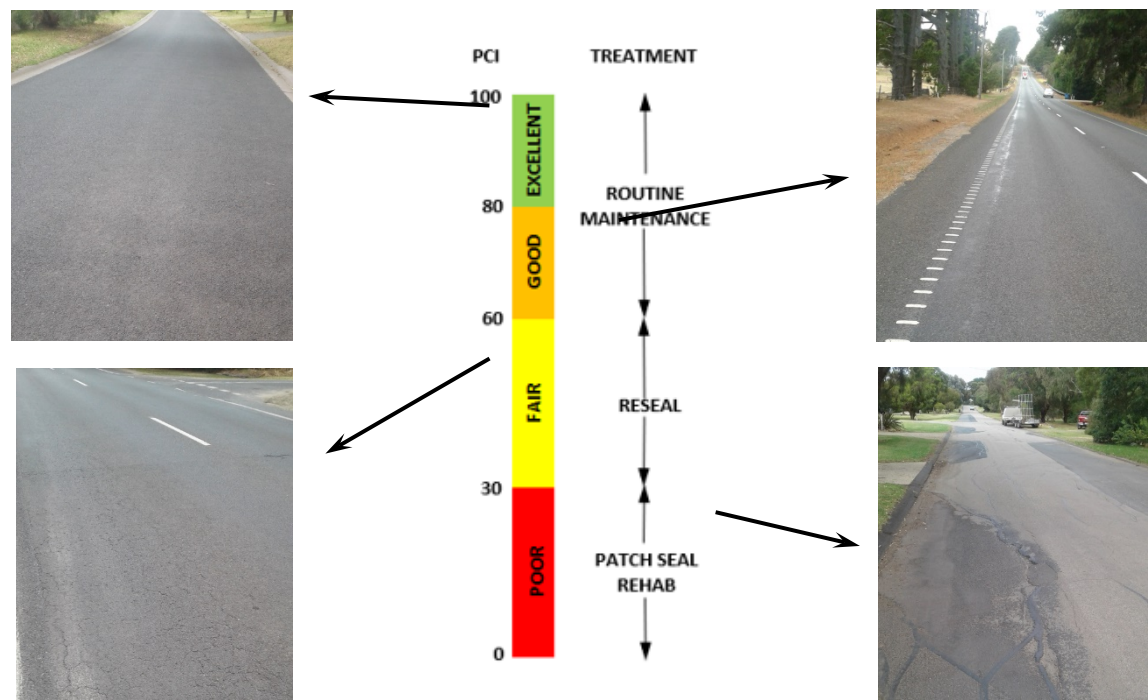 PCI TREATMENT
100
EXCELLENT
ROUTINE
MAINTENANCE
80
GOOD
60
FAIR
RESEAL
30
POOR
PATCH SEAL
REHAB
0